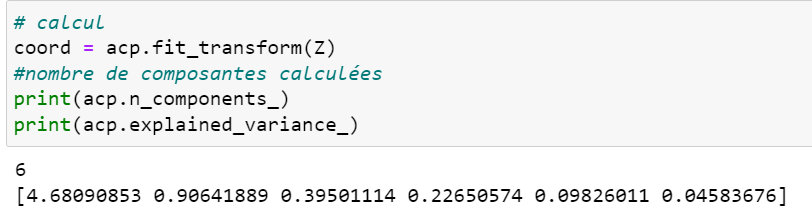 # calcul
coord = acp.fit_transform(Z)
#nombre de composantes calculées
print(acp.n_components_)
print(acp.explained_variance_)
6
[4.68090853 0.90641889 0.39501114 0.22650574 0.09826011 0.04583676]